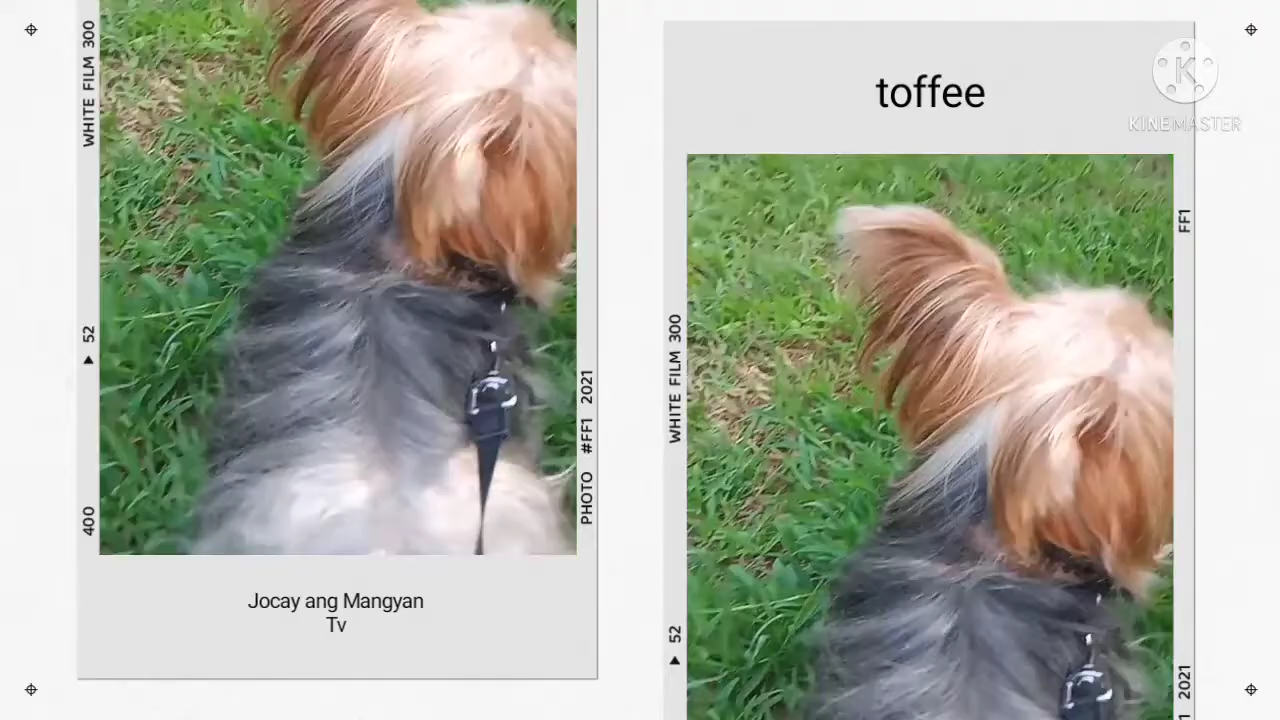 WHITE FILM 300
52
400
PHOTO #FF1 2021
Jocay ang Mangyan
Tv
toffee
K
KINEMASTER
WHITE FILM 300
52
FF1
2021